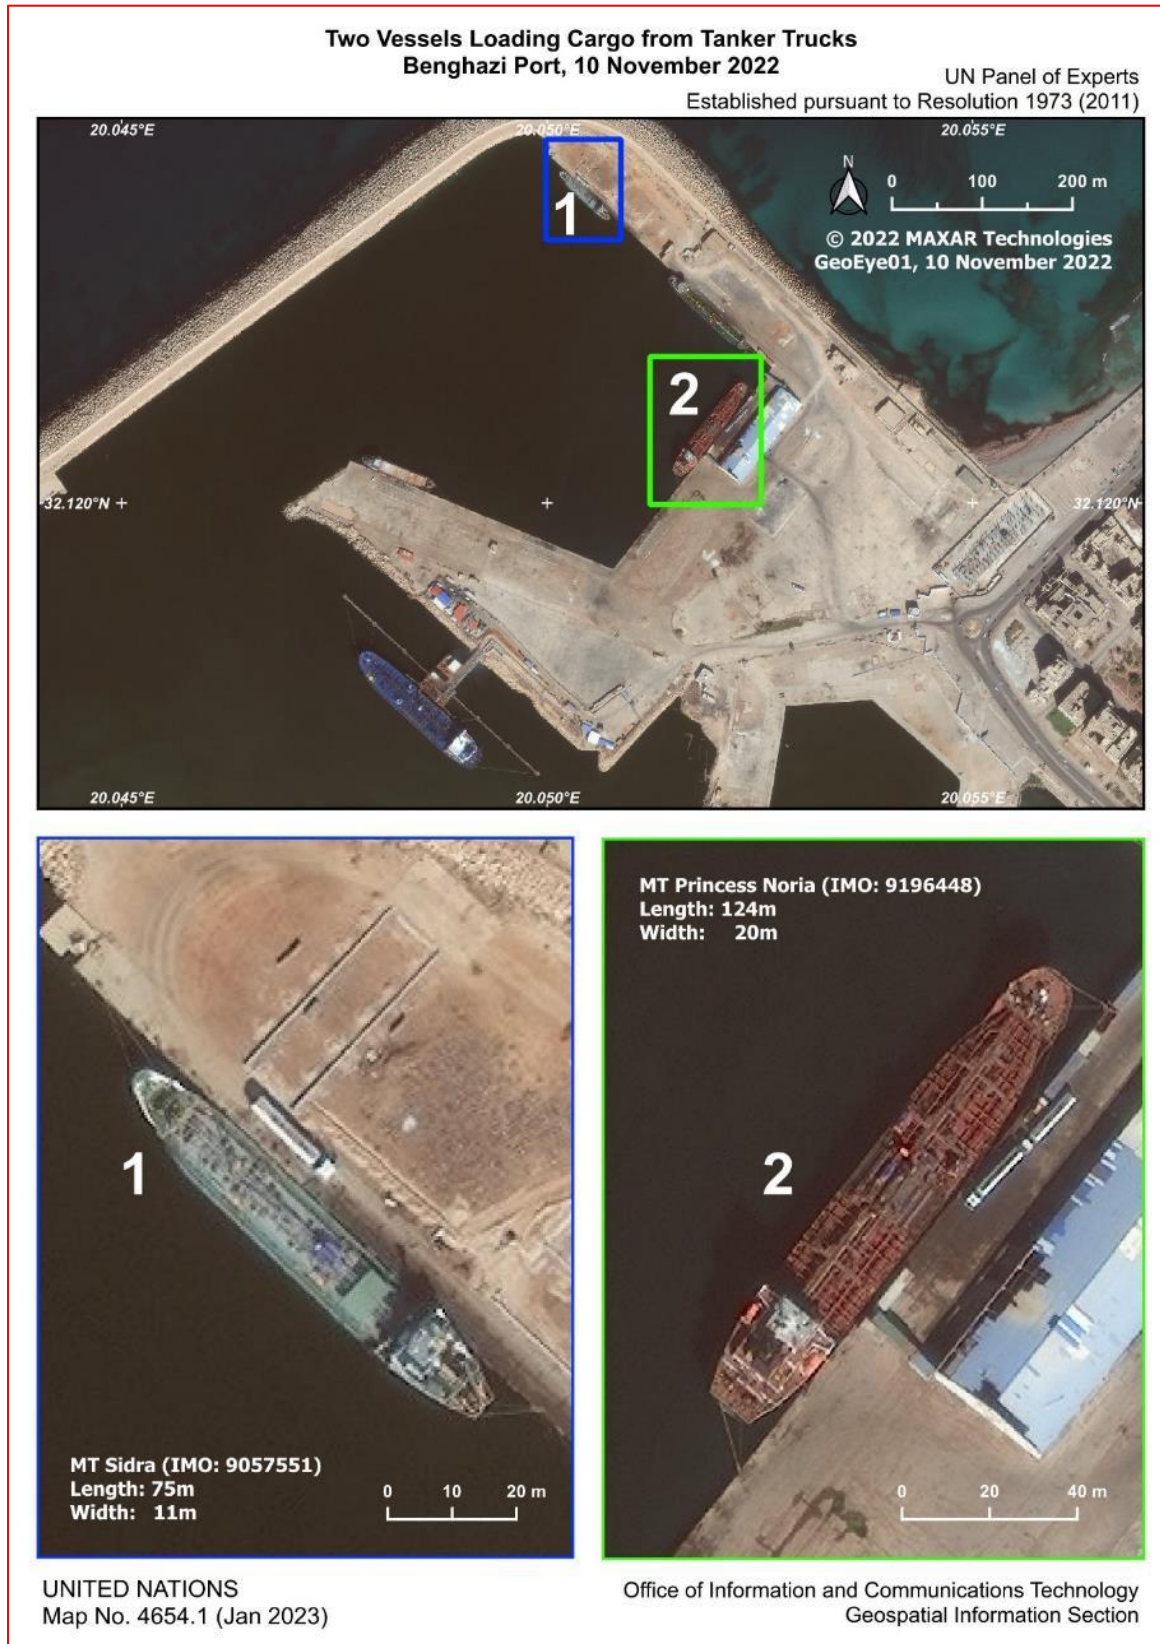 Two Vessels Loading Cargo from Tanker Trucks
Benghazi Port, 10 November 2022
UN Panel of Experts
Established pursuant to Resolution 1973 (2011)
20.045°E
20.050°E
20.055°E
N
0 100 200 m
© 2022 MAXAR Technologies
GeoEye01, 10 November 2022
1
2
32.120°N
32.120°N
20.045°E
20.050°E
20.055°E
1
MT Sidra (IMO: 9057551)
Length: 75m
Width: 11m
0 10 20 m
MT Princess Noria (IMO: 9196448)
Length: 124m
Width: 20m
2
0 20 40 m
UNITED NATIONS
Map No. 4654.1 (Jan 2023)
Office of Information and Communications Technology
Geospatial Information Section